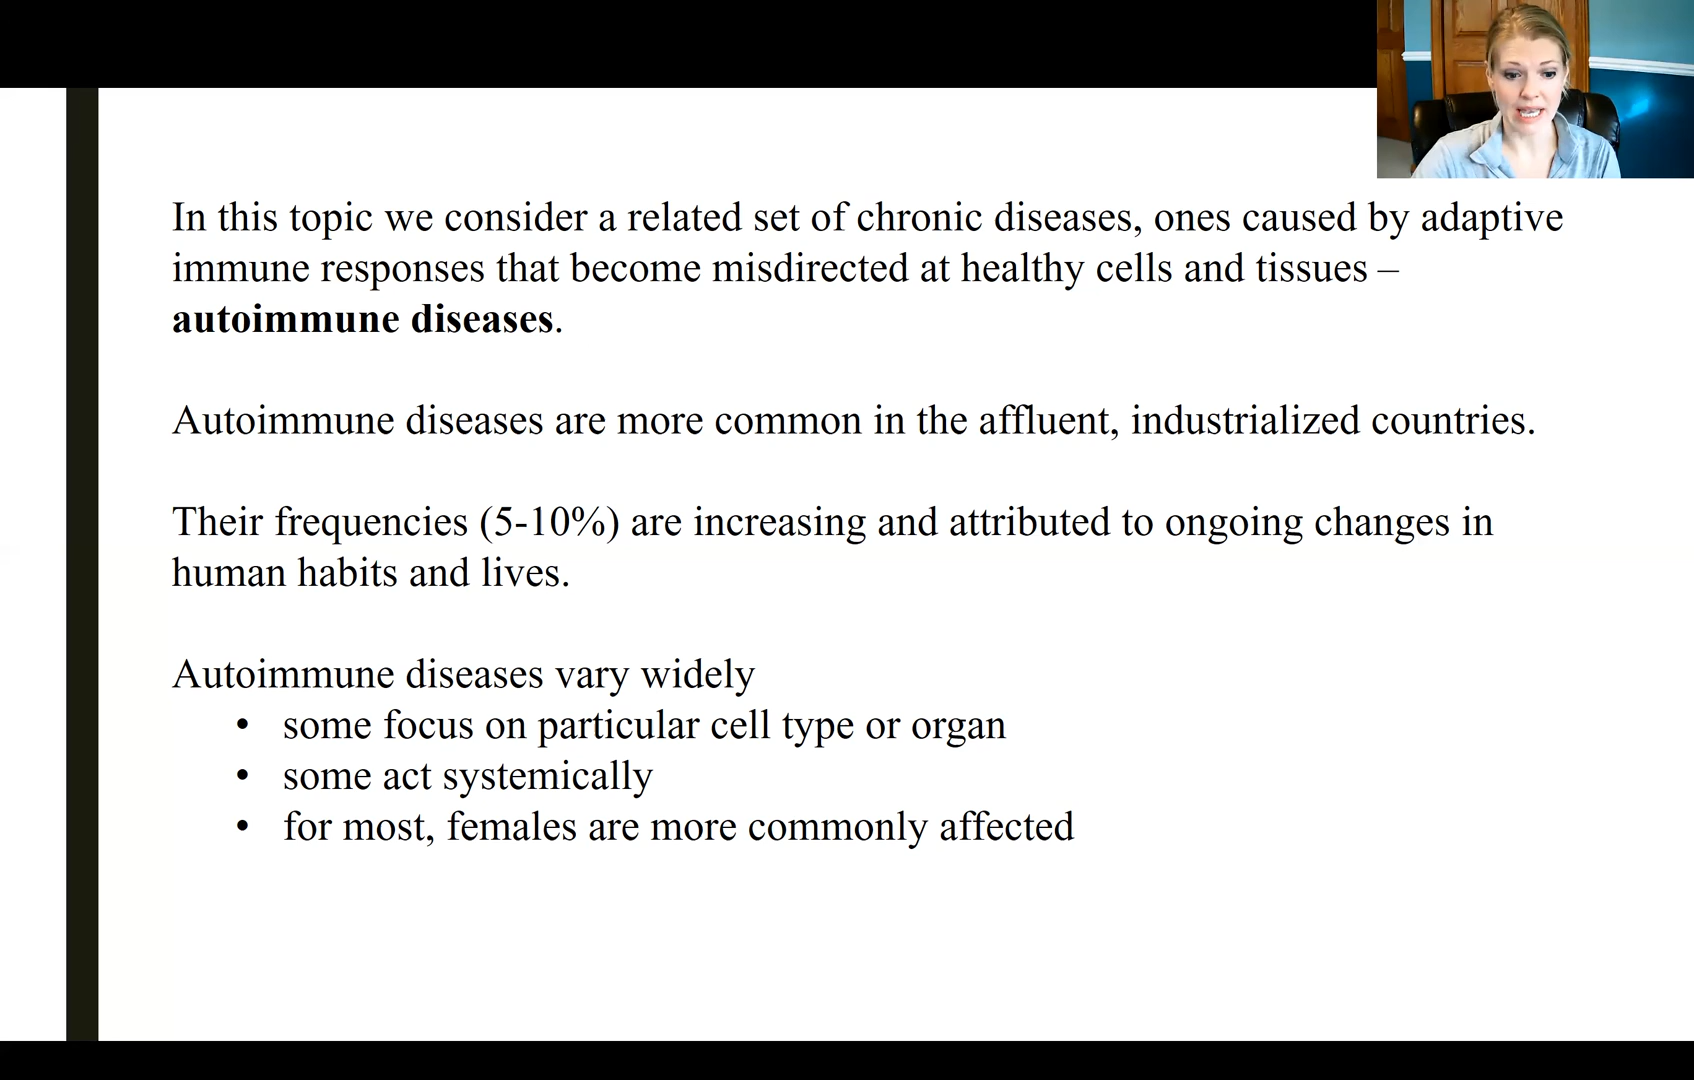 In this topic we consider a related set of chronic diseases, ones caused by adaptive
immune responses that become misdirected at healthy cells and tissues –
autoimmune diseases.
Autoimmune diseases are more common in the affluent, industrialized countries.
Their frequencies (5-10%) are increasing and attributed to ongoing changes in
human habits and lives.
Autoimmune diseases vary widely
• some focus on particular cell type or organ
• some act systemically
• for most, females are more commonly affected